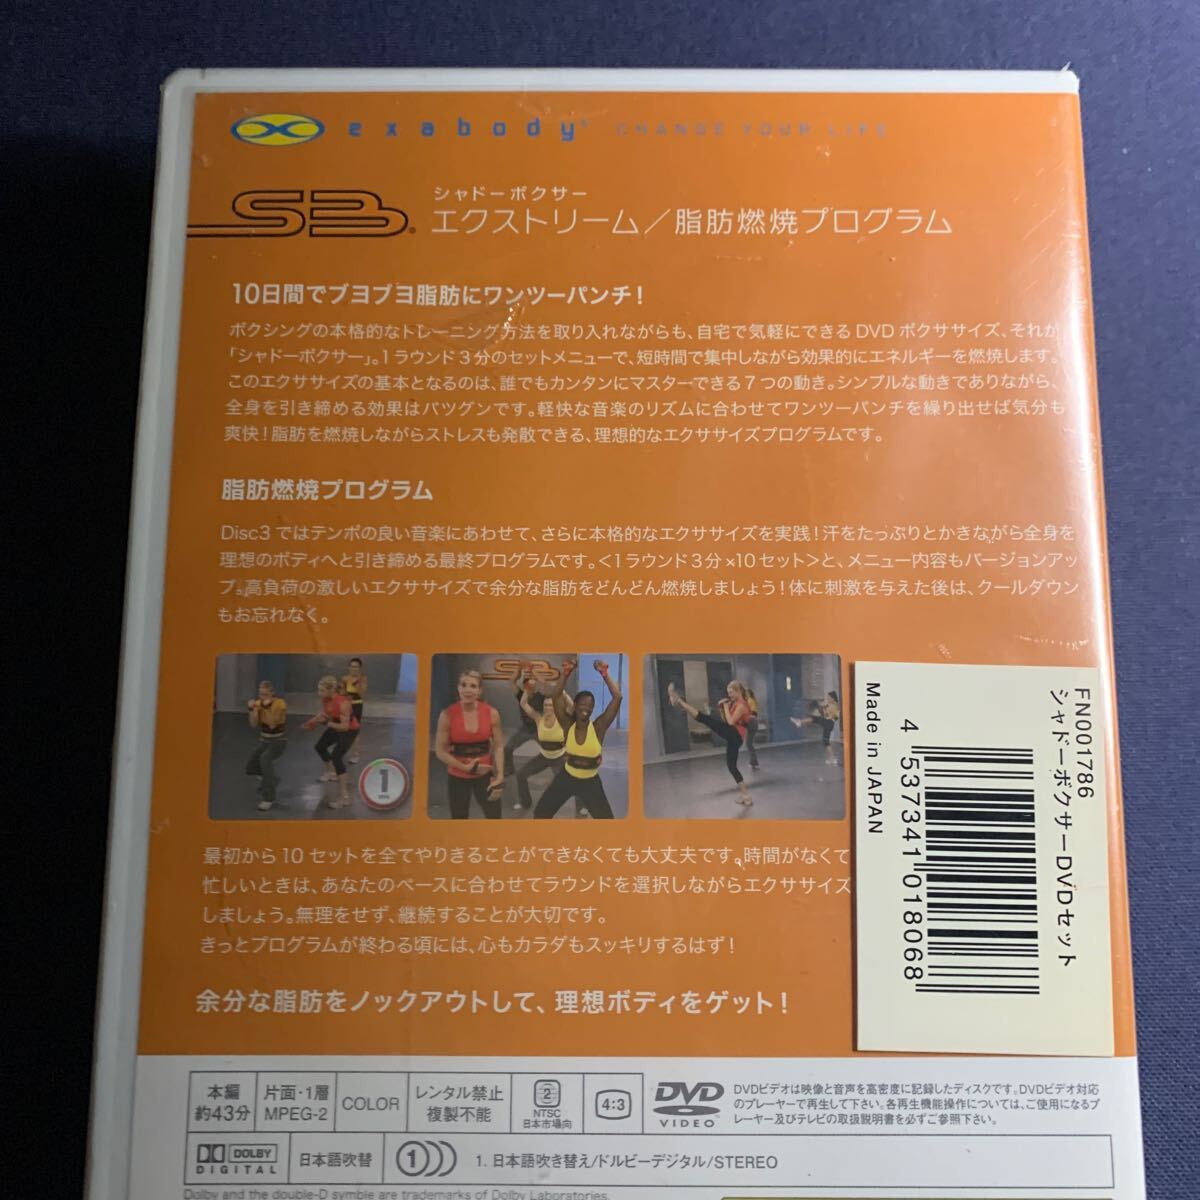 exabody CHANGE YOUR LIFE
シャドーボクサー
SB® エクストリーム／脂肪燃焼プログラム
10日間でブヨブヨ脂肪にワンツーパンチ！
ボクシングの本格的なトレーニング方法を取り入れながらも、自宅で気軽にできる DVD ボクササイズ、それが
「シャドーボクサー」。1 ラウンド 3 分のセットメニューで、短時間で集中しながら効果的にエネルギーを燃焼します。
このエクササイズの基本となるのは、誰でもカンタンにマスターできる 7 つの動き。シンプルな動きでありながら、
全身を引き締める効果はバツグンです。軽快な音楽のリズムに合わせてワンツーパンチを繰り出せば気分も
爽快！脂肪を燃焼しながらストレスも発散できる、理想的なエクササイズプログラムです。
脂肪燃焼プログラム
Disc3 ではテンポの良い音楽にあわせて、さらに本格的なエクササイズを実践！汗をたっぷりとかきながら全身を
理想のボディへと引き締める最終プログラムです。<1 ラウンド 3 分 ×10 セット>と、メニュー内容もバージョンアッ
プ。高負荷の激しいエクササイズで余分な脂肪をどんどん燃焼しましょう！体に刺激を与えた後は、クールダウン
もお忘れなく。
1
SB
最初から 10 セットを全てやりきることができなくても大丈夫です。時間がなくて
忙しいときは、あなたのペースに合わせてラウンドを選択しながらエクササイズ
しましょう。無理をせず、継続することが大切です。
きっとプログラムが終わる頃には、心もカラダもスッキリするはず！
余分な脂肪をノックアウトして、理想ボディをゲット！
FN001786
シャドーボクサーDVDセット
4 537341 018068
Made in JAPAN
本編
約43分
片面・1層
MPEG-2
COLOR
レンタル禁止
複製不能
2
NTSC
日本市場向
4:3
DVD
VIDEO
DVDビデオは映像と音声を高密度に記録したディスクです。DVDビデオ対応
のプレーヤーで再生して下さい。各再生機能操作については、ご使用になるプ
レーヤー及びテレビの取扱説明書を必ずご参照下さい。
DOLBY
DIGITAL
日本語吹替
1
1. 日本語吹き替え/ドルビーデジタル/STEREO
Dolby and the double-D symble are trademarks of Dolby Laboratories.